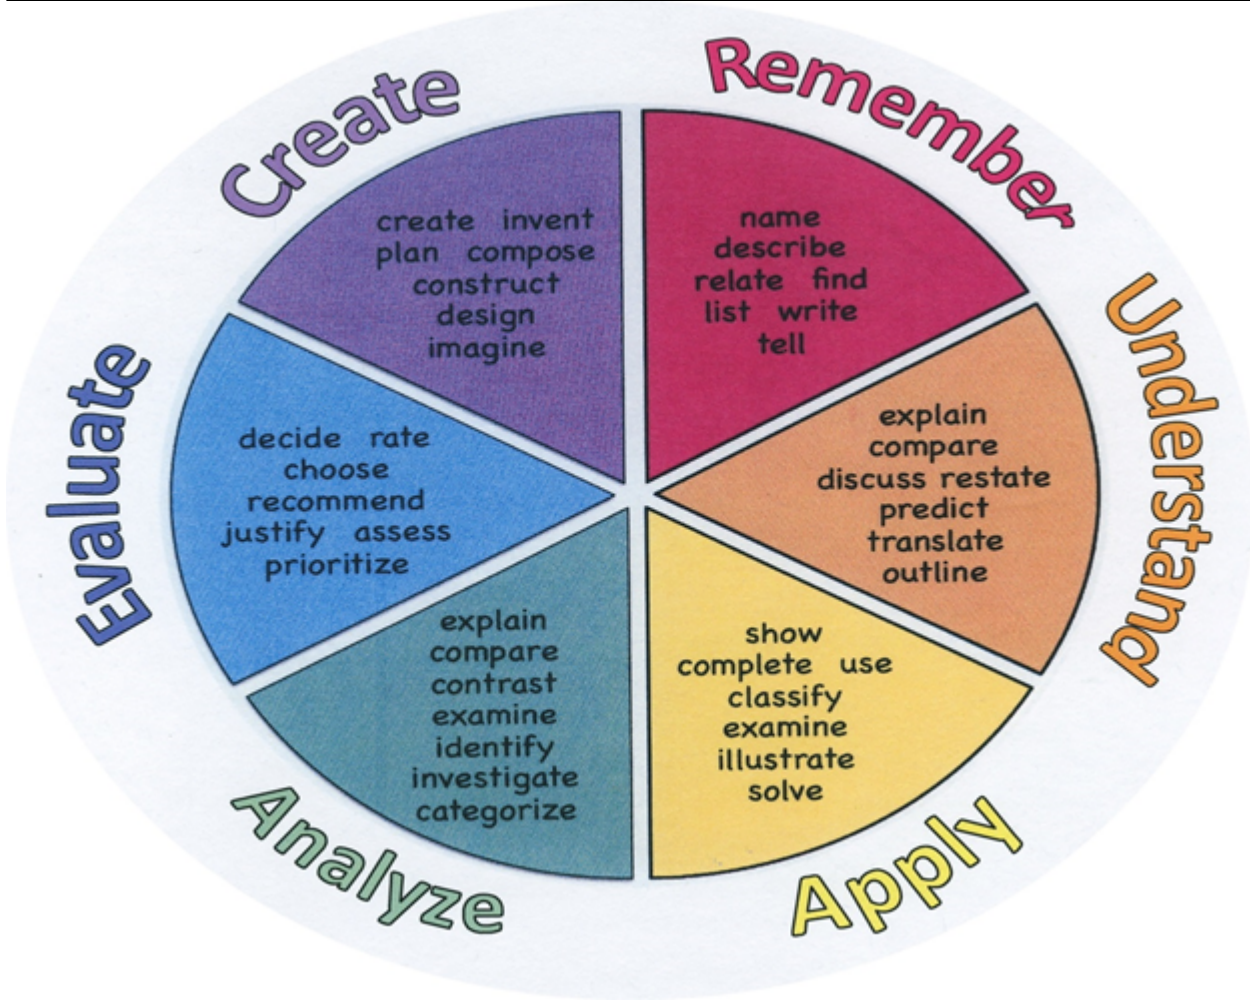 Remember
name
describe
relate find
list write
tell
Understand
explain
compare
discuss restate
predict
translate
outline
Apply
show
complete use
classify
examine
illustrate
solve
Analyze
explain
compare
contrast
examine
identify
investigate
categorize
Evaluate
decide rate
choose
recommend
justify assess
prioritize
Create
create invent
plan compose
construct
design
imagine